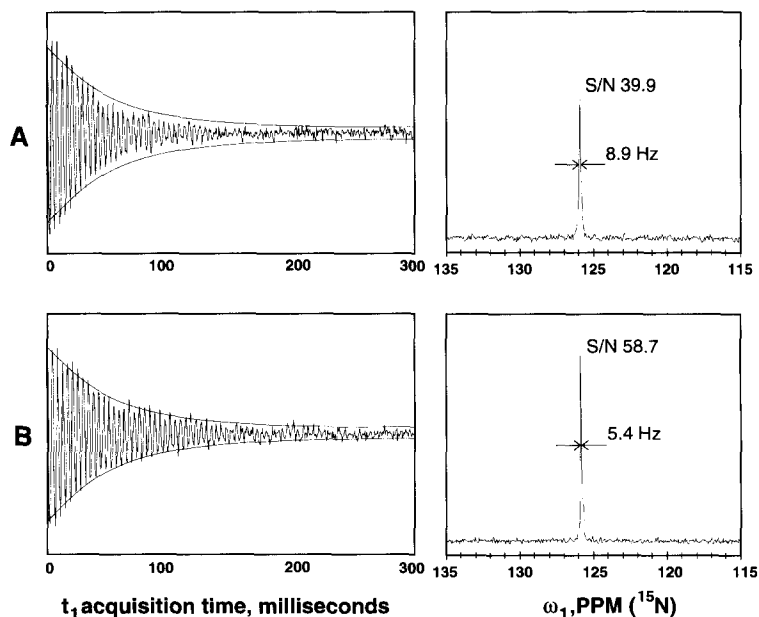 A
S/N 39.9
8.9 Hz
0 100 200 300
135 130 125 120 115
B
S/N 58.7
5.4 Hz
0 100 200 300
135 130 125 120 115
t₁ acquisition time, milliseconds
ω₁,PPM (¹⁵N)